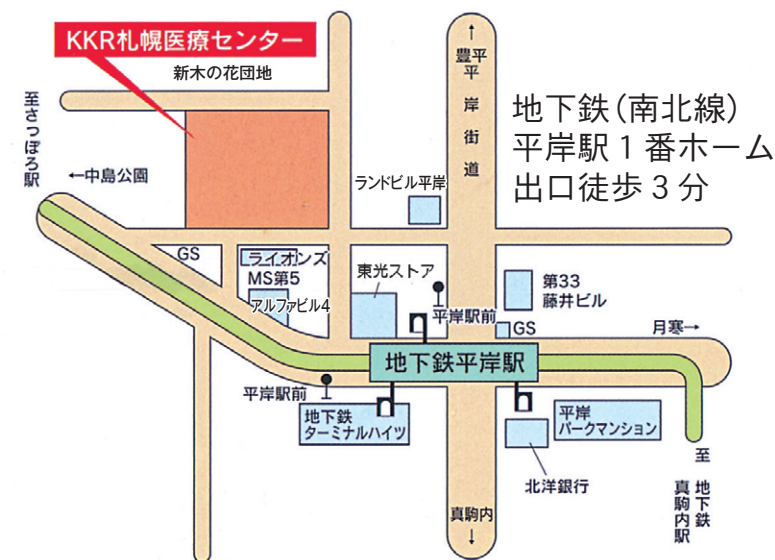 KKR札幌医療センター
新木の花団地
至さっぽろ駅
←中島公園
↑
豊平
平岸街道
地下鉄（南北線）
平岸駅１番ホーム
出口徒歩３分
ランドビル平岸
GS
ライオンズ
MS第5
アルファビル4
東光ストア
平岸駅前
第33
藤井ビル
GS
月寒→
地下鉄平岸駅
平岸駅前
地下鉄
ターミナルハイツ
平岸
パークマンション
北洋銀行
至 地下鉄
真駒内駅
真駒内
↓